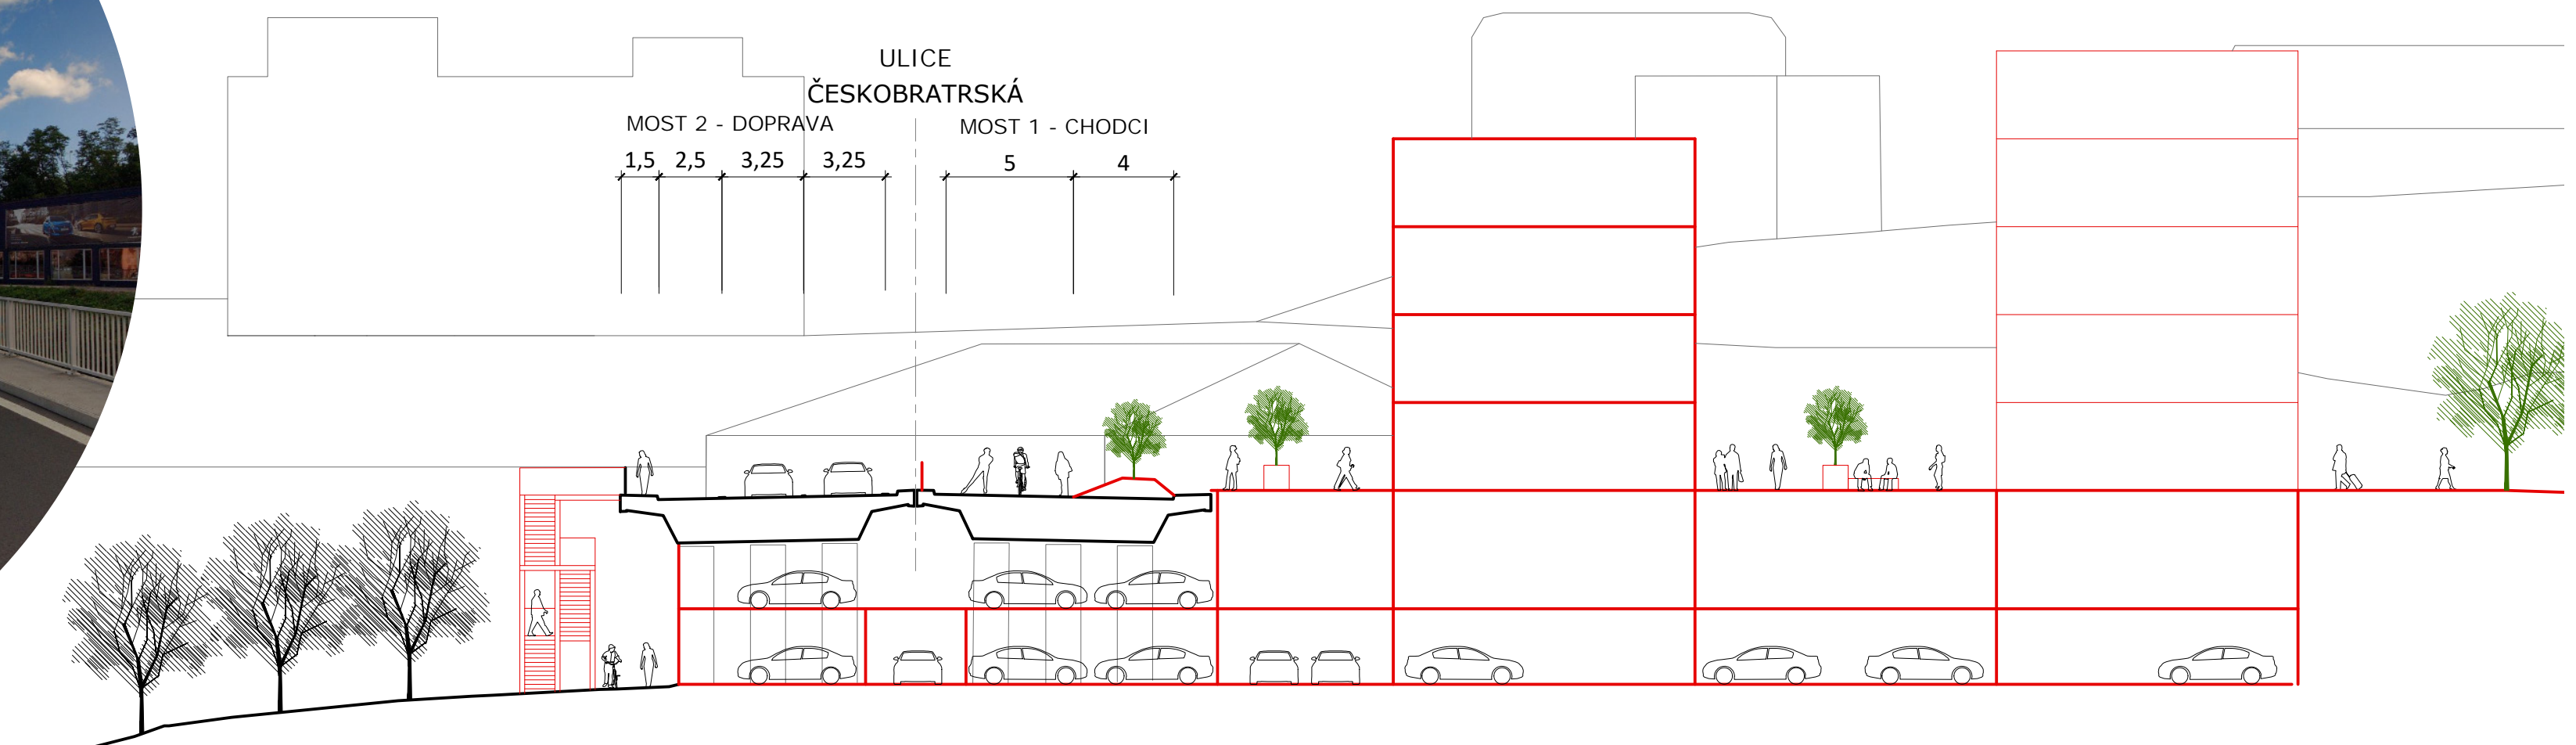 ULICE
ČESKOBRATRSKÁ
MOST 2 - DOPRAVA
MOST 1 - CHODCI
1,5 2,5 3,25 3,25
5 4